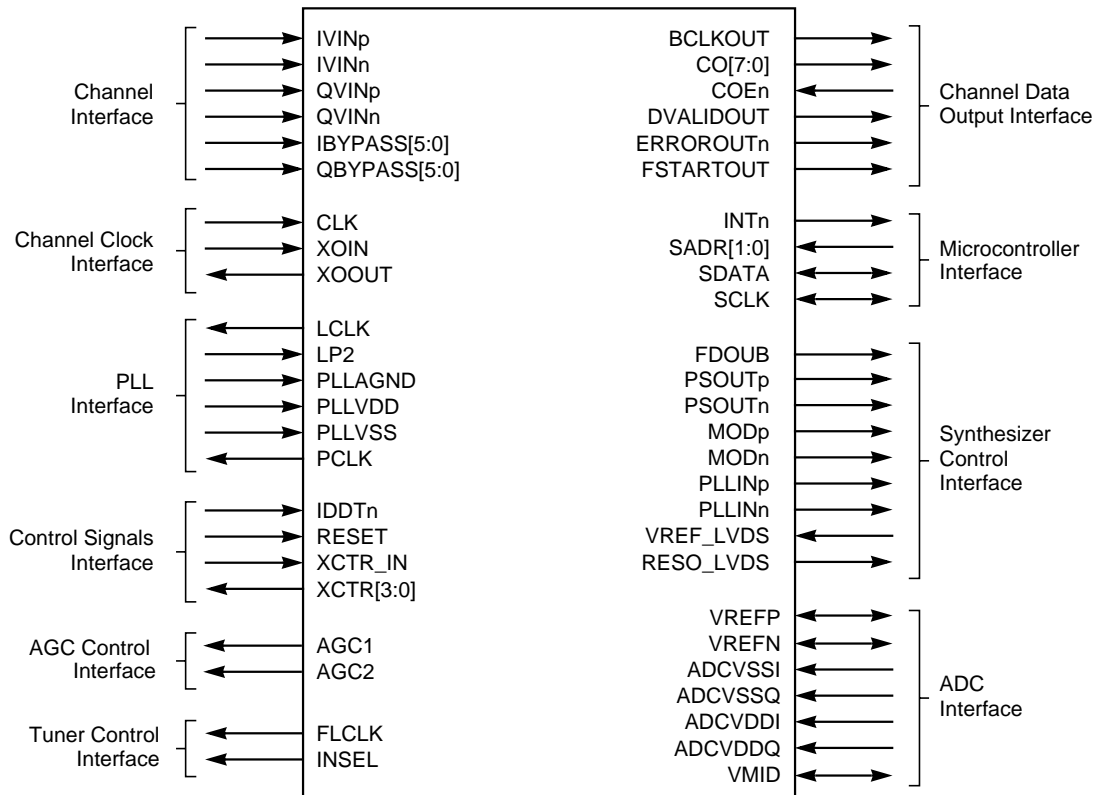 Channel
Interface
IVINp
IVINn
QVINp
QVINn
IBYPASS[5:0]
QBYPASS[5:0]
Channel Clock
Interface
CLK
XOIN
XOOUT
PLL
Interface
LCLK
LP2
PLLAGND
PLLVDD
PLLVSS
PCLK
Control Signals
Interface
IDDTn
RESET
XCTR_IN
XCTR[3:0]
AGC Control
Interface
AGC1
AGC2
Tuner Control
Interface
FLCLK
INSEL
BCLKOUT
CO[7:0]
COEn
DVALIDOUT
ERROROUTn
FSTARTOUT
Channel Data
Output Interface
INTn
SADR[1:0]
SDATA
SCLK
Microcontroller
Interface
FDOUB
PSOUTp
PSOUTn
MODp
MODn
PLLINp
PLLINn
VREF_LVDS
RESO_LVDS
Synthesizer
Control
Interface
VREFP
VREFN
ADCVSSI
ADCVSSQ
ADCVDDI
ADCVDDQ
VMID
ADC
Interface